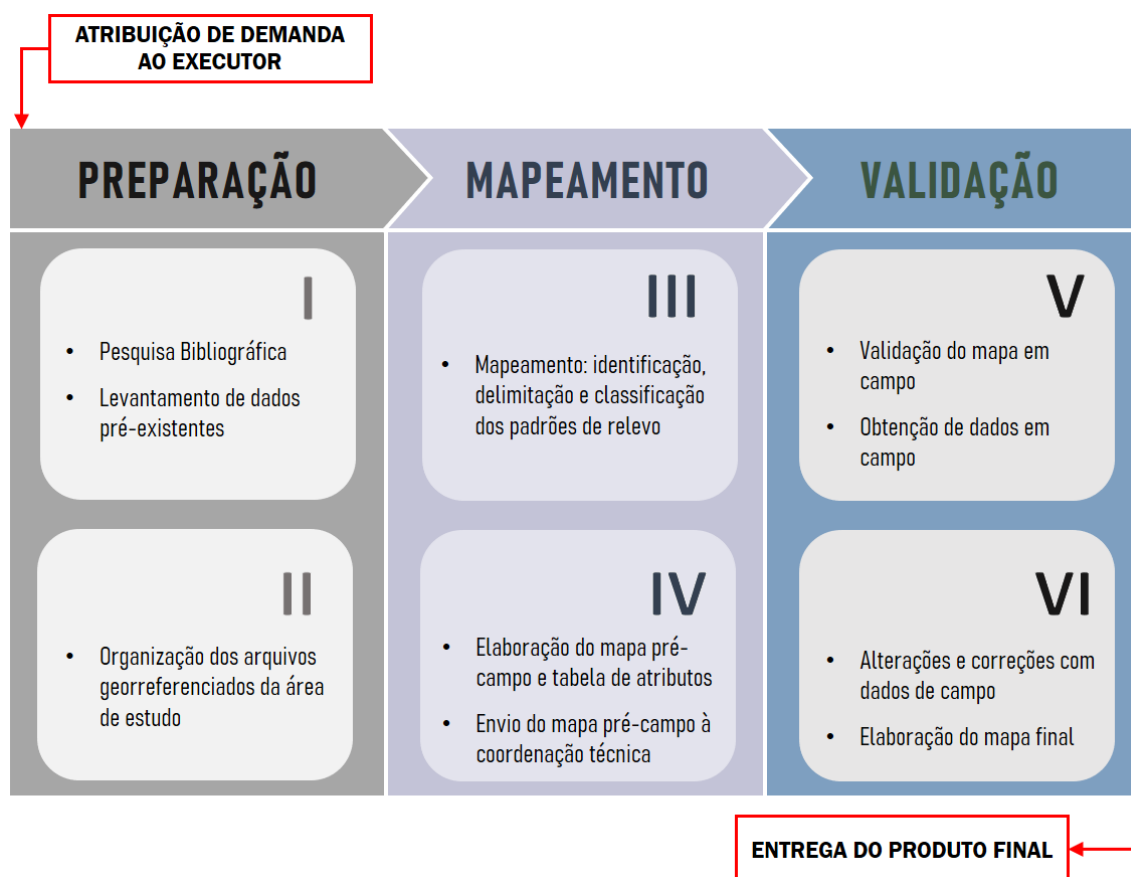 ATRIBUIÇÃO DE DEMANDA
AO EXECUTOR
PREPARAÇÃO
MAPEAMENTO
VALIDAÇÃO
I
• Pesquisa Bibliográfica
• Levantamento de dados
pré-existentes
II
• Organização dos arquivos
georreferenciados da área
de estudo
III
• Mapeamento: identificação,
delimitação e classificação
dos padrões de relevo
IV
• Elaboração do mapa pré-
campo e tabela de atributos
• Envio do mapa pré-campo à
coordenação técnica
V
• Validação do mapa em
campo
• Obtenção de dados em
campo
VI
• Alterações e correções com
dados de campo
• Elaboração do mapa final
ENTREGA DO PRODUTO FINAL